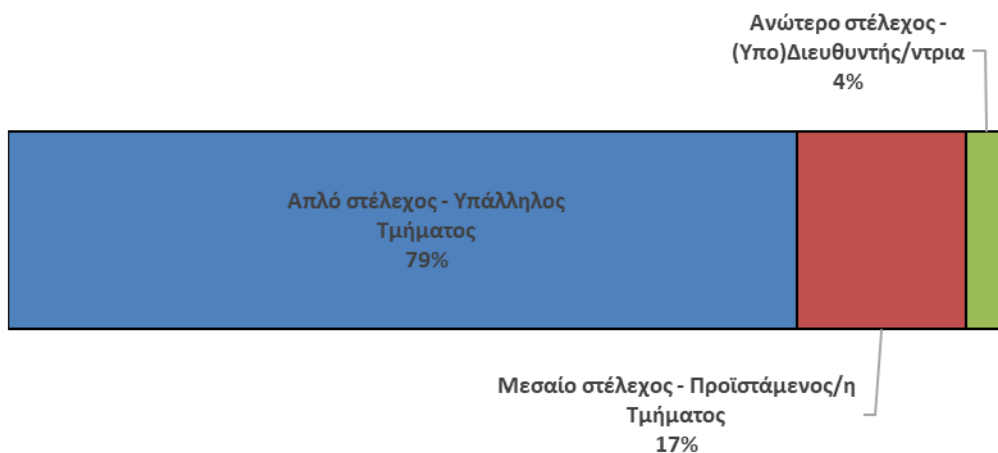 Ανώτερο στέλεχος -
(Υπο)Διευθυντής/ντρια
4%
Απλό στέλεχος - Υπάλληλος
Τμήματος
79%
Μεσαίο στέλεχος - Προϊστάμενος/η
Τμήματος
17%